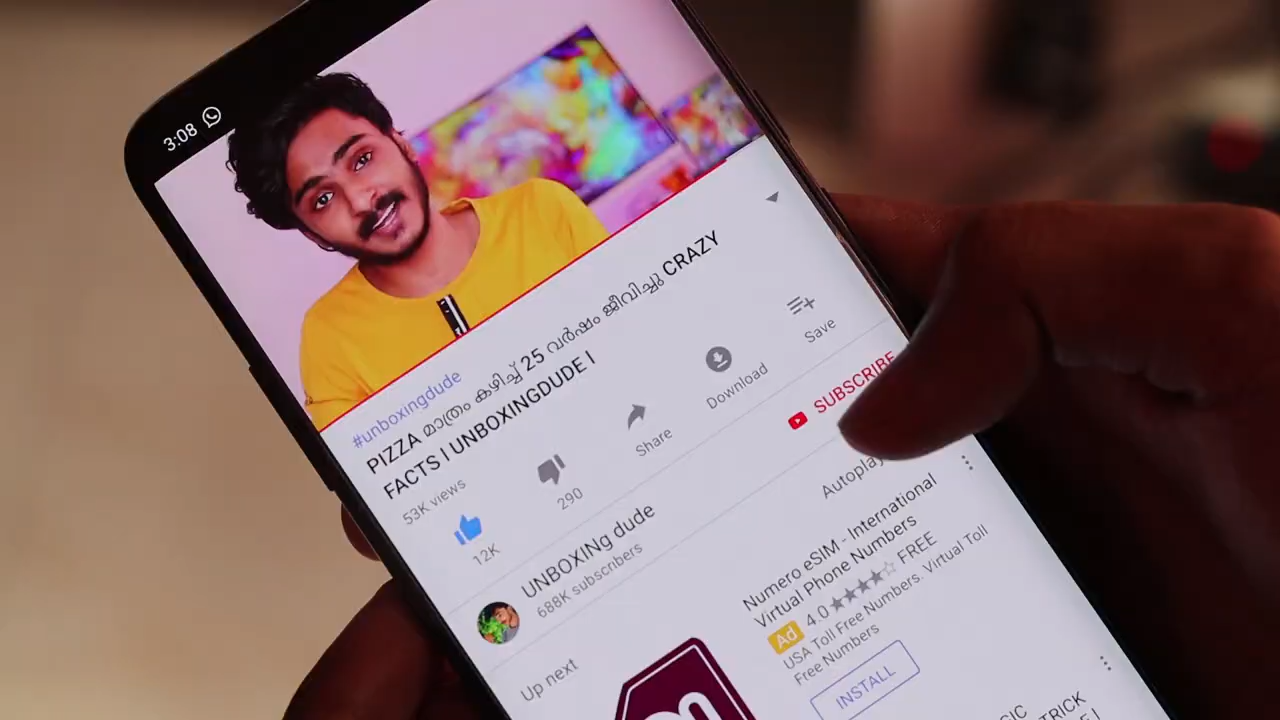 3:08
#unboxingdude
PIZZA മാത്രം കഴിച്ച് 25 വർഷം ജീവിച്ചു CRAZY
FACTS I UNBOXINGDUDE I
53K views
12K
290
Share
Download
Save
UNBOXINg dude
688K subscribers
SUBSCRIBE
Up next
Autoplay
Numero eSIM - International
Virtual Phone Numbers
Ad 4.0 FREE
USA Toll Free Numbers. Virtual Toll
Free Numbers
INSTALL